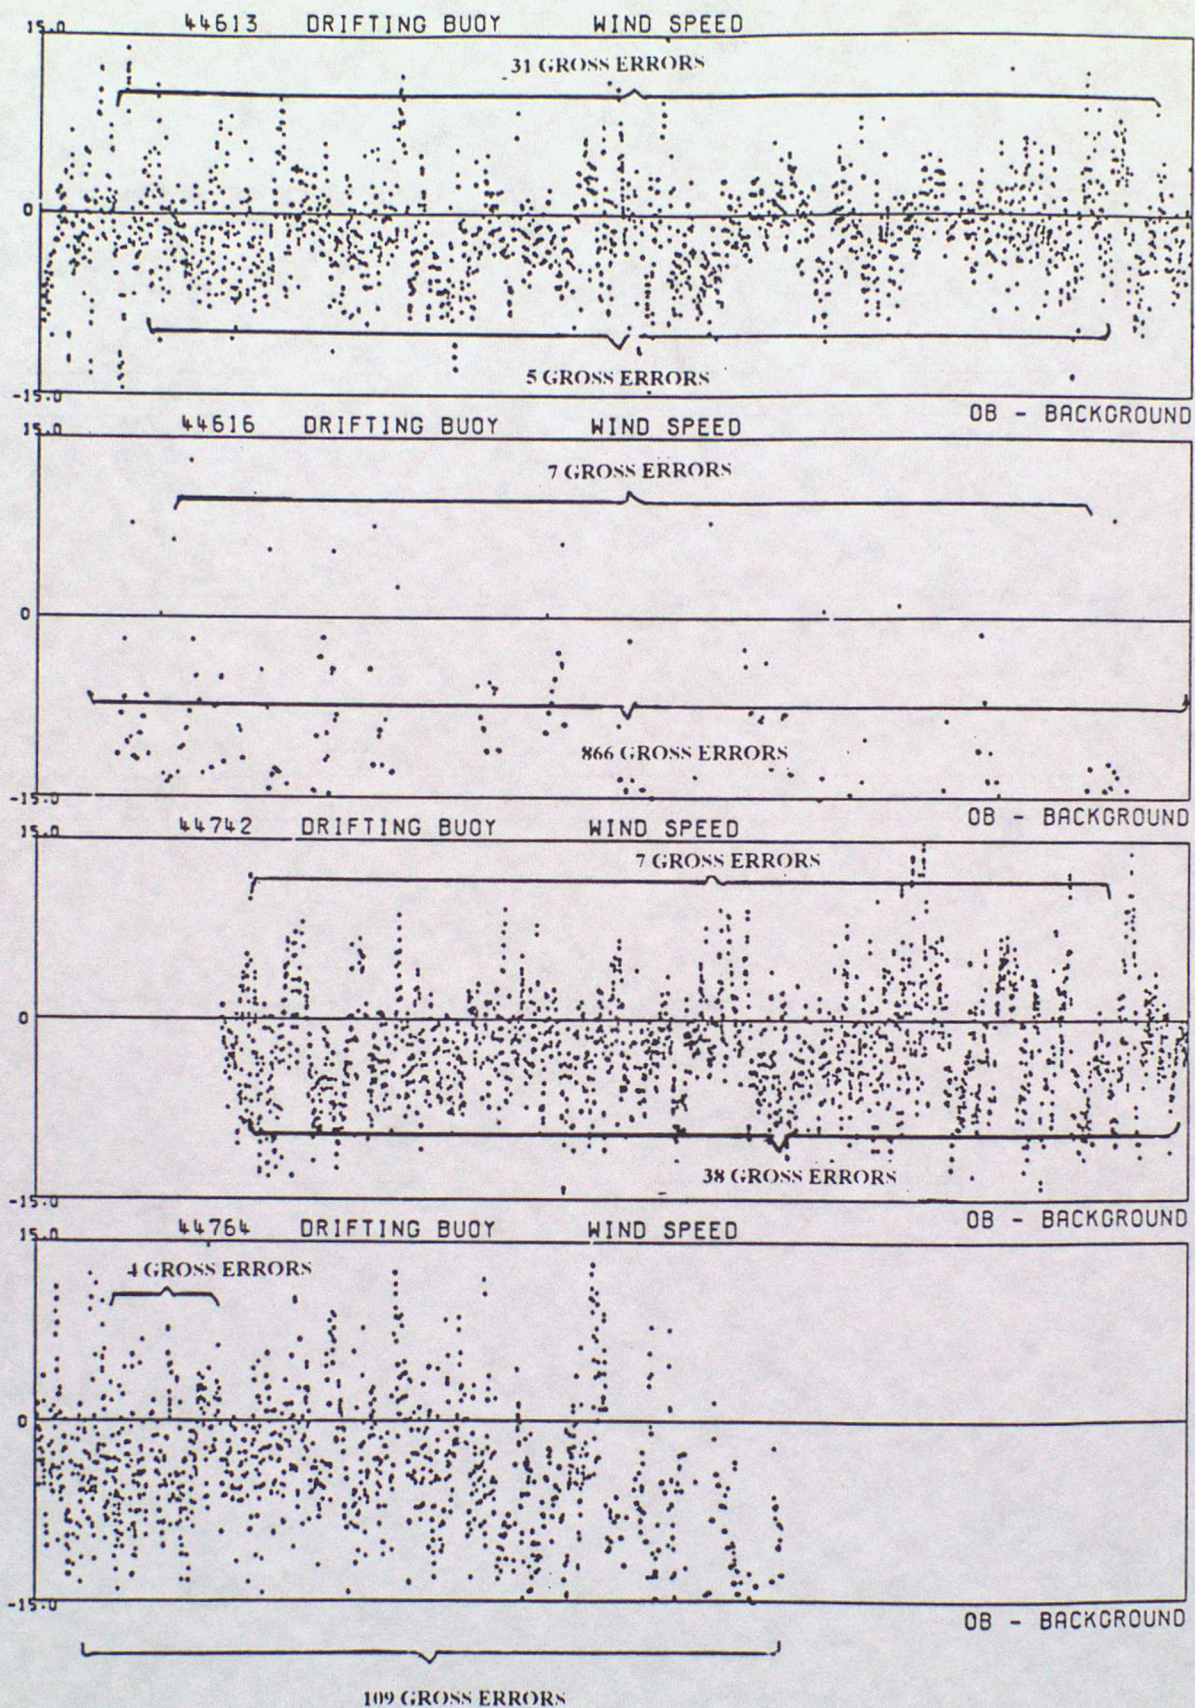 44613 DRIFTING BUOY WIND SPEED
15.0
31 GROSS ERRORS
0
5 GROSS ERRORS
-15.0
OB - BACKGROUND
44616 DRIFTING BUOY WIND SPEED
15.0
7 GROSS ERRORS
0
866 GROSS ERRORS
-15.0
OB - BACKGROUND
44742 DRIFTING BUOY WIND SPEED
15.0
7 GROSS ERRORS
0
38 GROSS ERRORS
-15.0
OB - BACKGROUND
44764 DRIFTING BUOY WIND SPEED
15.0
4 GROSS ERRORS
0
-15.0
OB - BACKGROUND
109 GROSS ERRORS